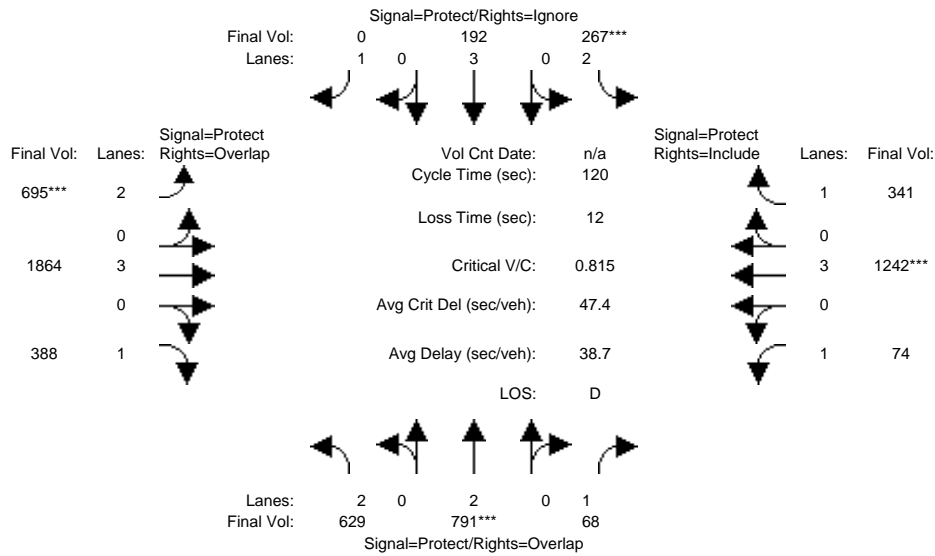 Signal=Protect/Rights=Ignore
Final Vol: 0 192 267***
Lanes: 1 0 3 0 2
Signal=Protect
Final Vol: Lanes: Rights=Overlap
Vol Cnt Date: n/a
Signal=Protect
Rights=Include Lanes: Final Vol:
Cycle Time (sec): 120
695*** 2
1 341
Loss Time (sec): 12
0
0
1864 3
Critical V/C: 0.815
3 1242***
0
Avg Crit Del (sec/veh): 47.4
0
388 1
Avg Delay (sec/veh): 38.7
1 74
LOS: D
Lanes: 2 0 2 0 1
Final Vol: 629 791*** 68
Signal=Protect/Rights=Overlap